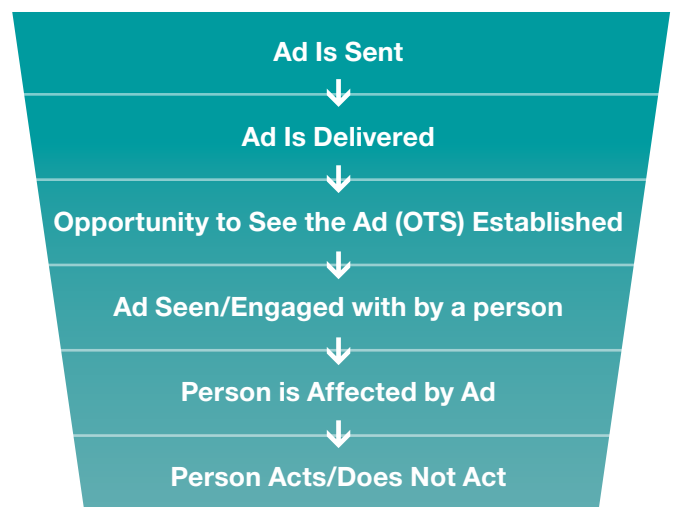 Ad Is Sent
Ad Is Delivered
Opportunity to See the Ad (OTS) Established
Ad Seen/Engaged with by a person
Person is Affected by Ad
Person Acts/Does Not Act